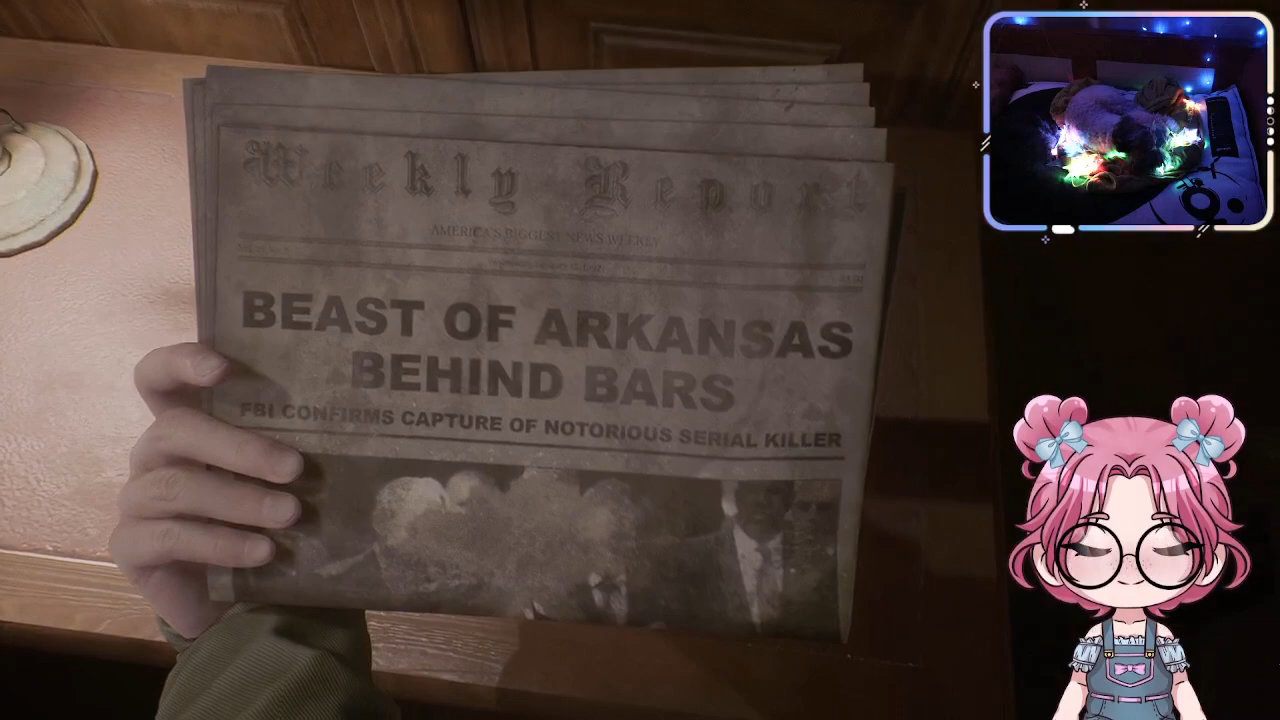 Weekly Report
AMERICA'S BIGGEST NEWS WEEKLY
BEAST OF ARKANSAS
BEHIND BARS
FBI CONFIRMS CAPTURE OF NOTORIOUS SERIAL KILLER